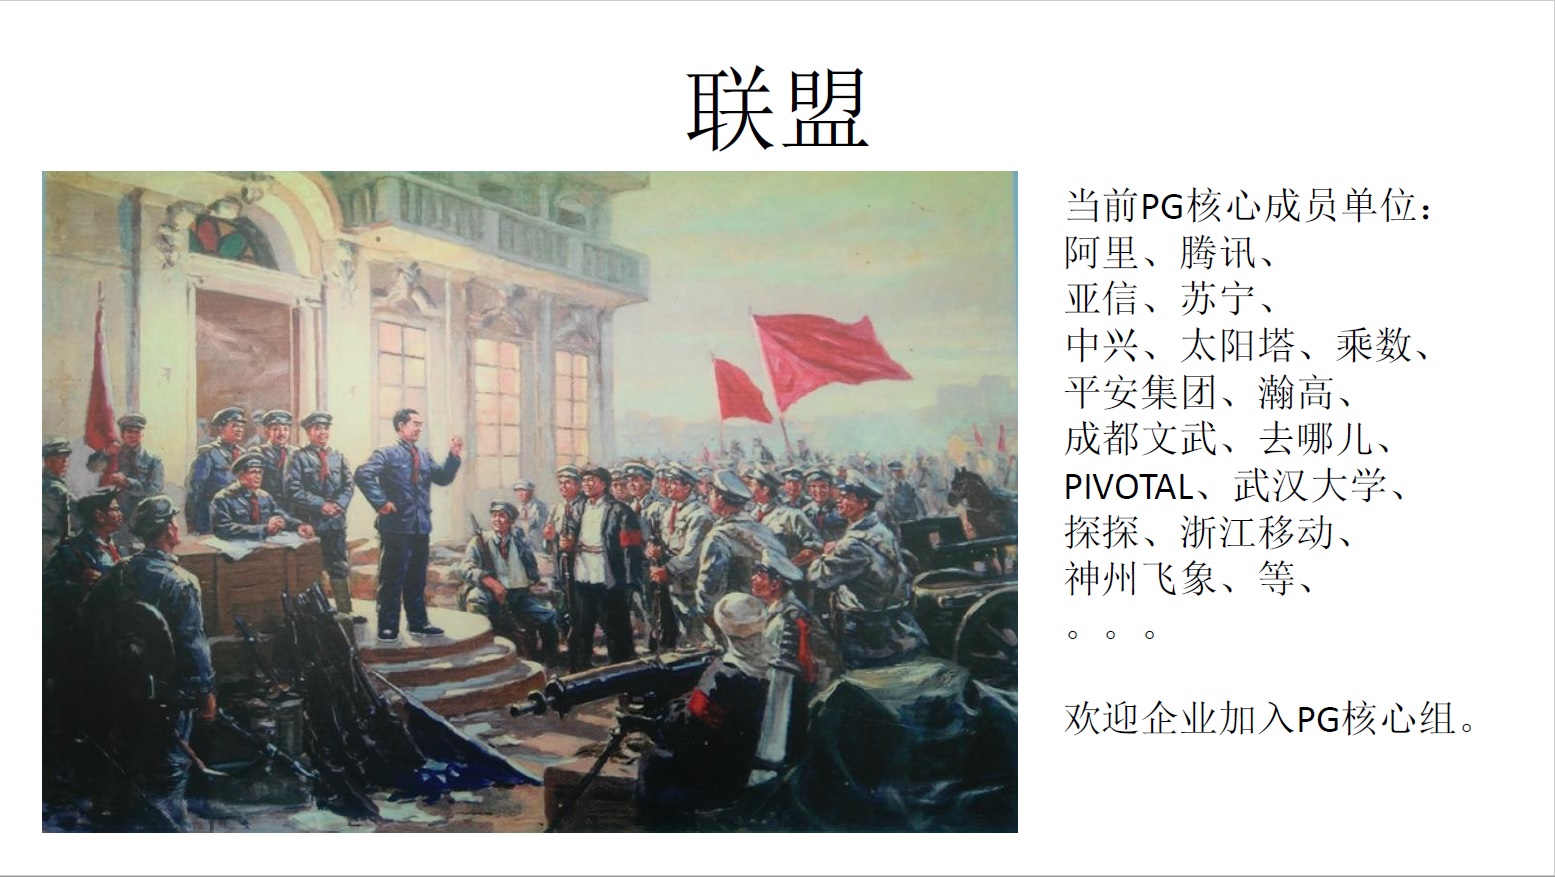 联盟
当前PG核心成员单位：
阿里、腾讯、
亚信、苏宁、
中兴、太阳塔、乘数、
平安集团、瀚高、
成都文武、去哪儿、
PIVOTAL、武汉大学、
探探、浙江移动、
神州飞象、等、
。。。
欢迎企业加入PG核心组。